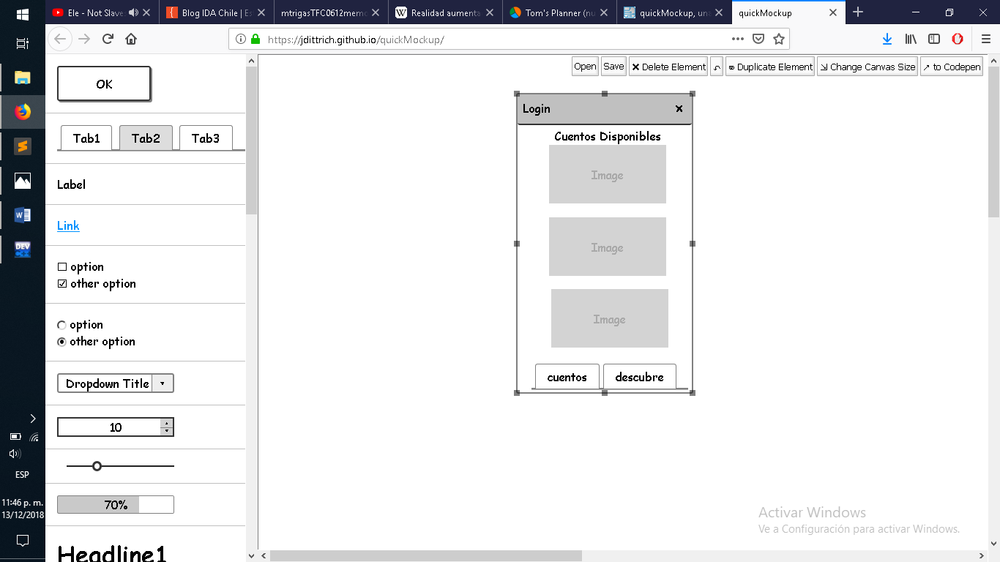 Ele - Not Slave
Blog IDA Chile | Es
mtrigasTFC0612memo
Realidad aumenta
Tom's Planner (nu
quickMockup, una
quickMockup
https://jdittrich.github.io/quickMockup/
Open
Save
Delete Element
Duplicate Element
Change Canvas Size
to Codepen
OK
Tab1
Tab2
Tab3
Label
Link
option
other option
option
other option
Dropdown Title
10
70%
Headline1
Login
Cuentos Disponibles
Image
Image
Image
cuentos
descubre
DEV
ESP
11:46 p. m.
13/12/2018
Activar Windows
Ve a Configuración para activar Windows.